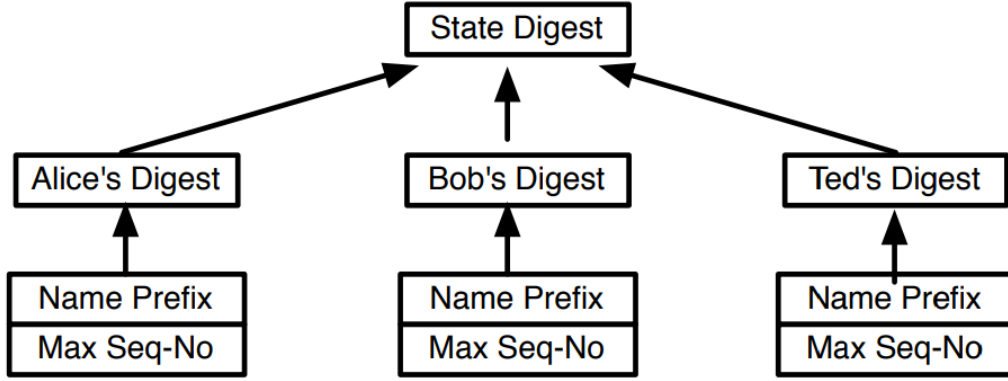 State Digest
Alice's Digest
Bob's Digest
Ted's Digest
Name Prefix
Max Seq-No
Name Prefix
Max Seq-No
Name Prefix
Max Seq-No